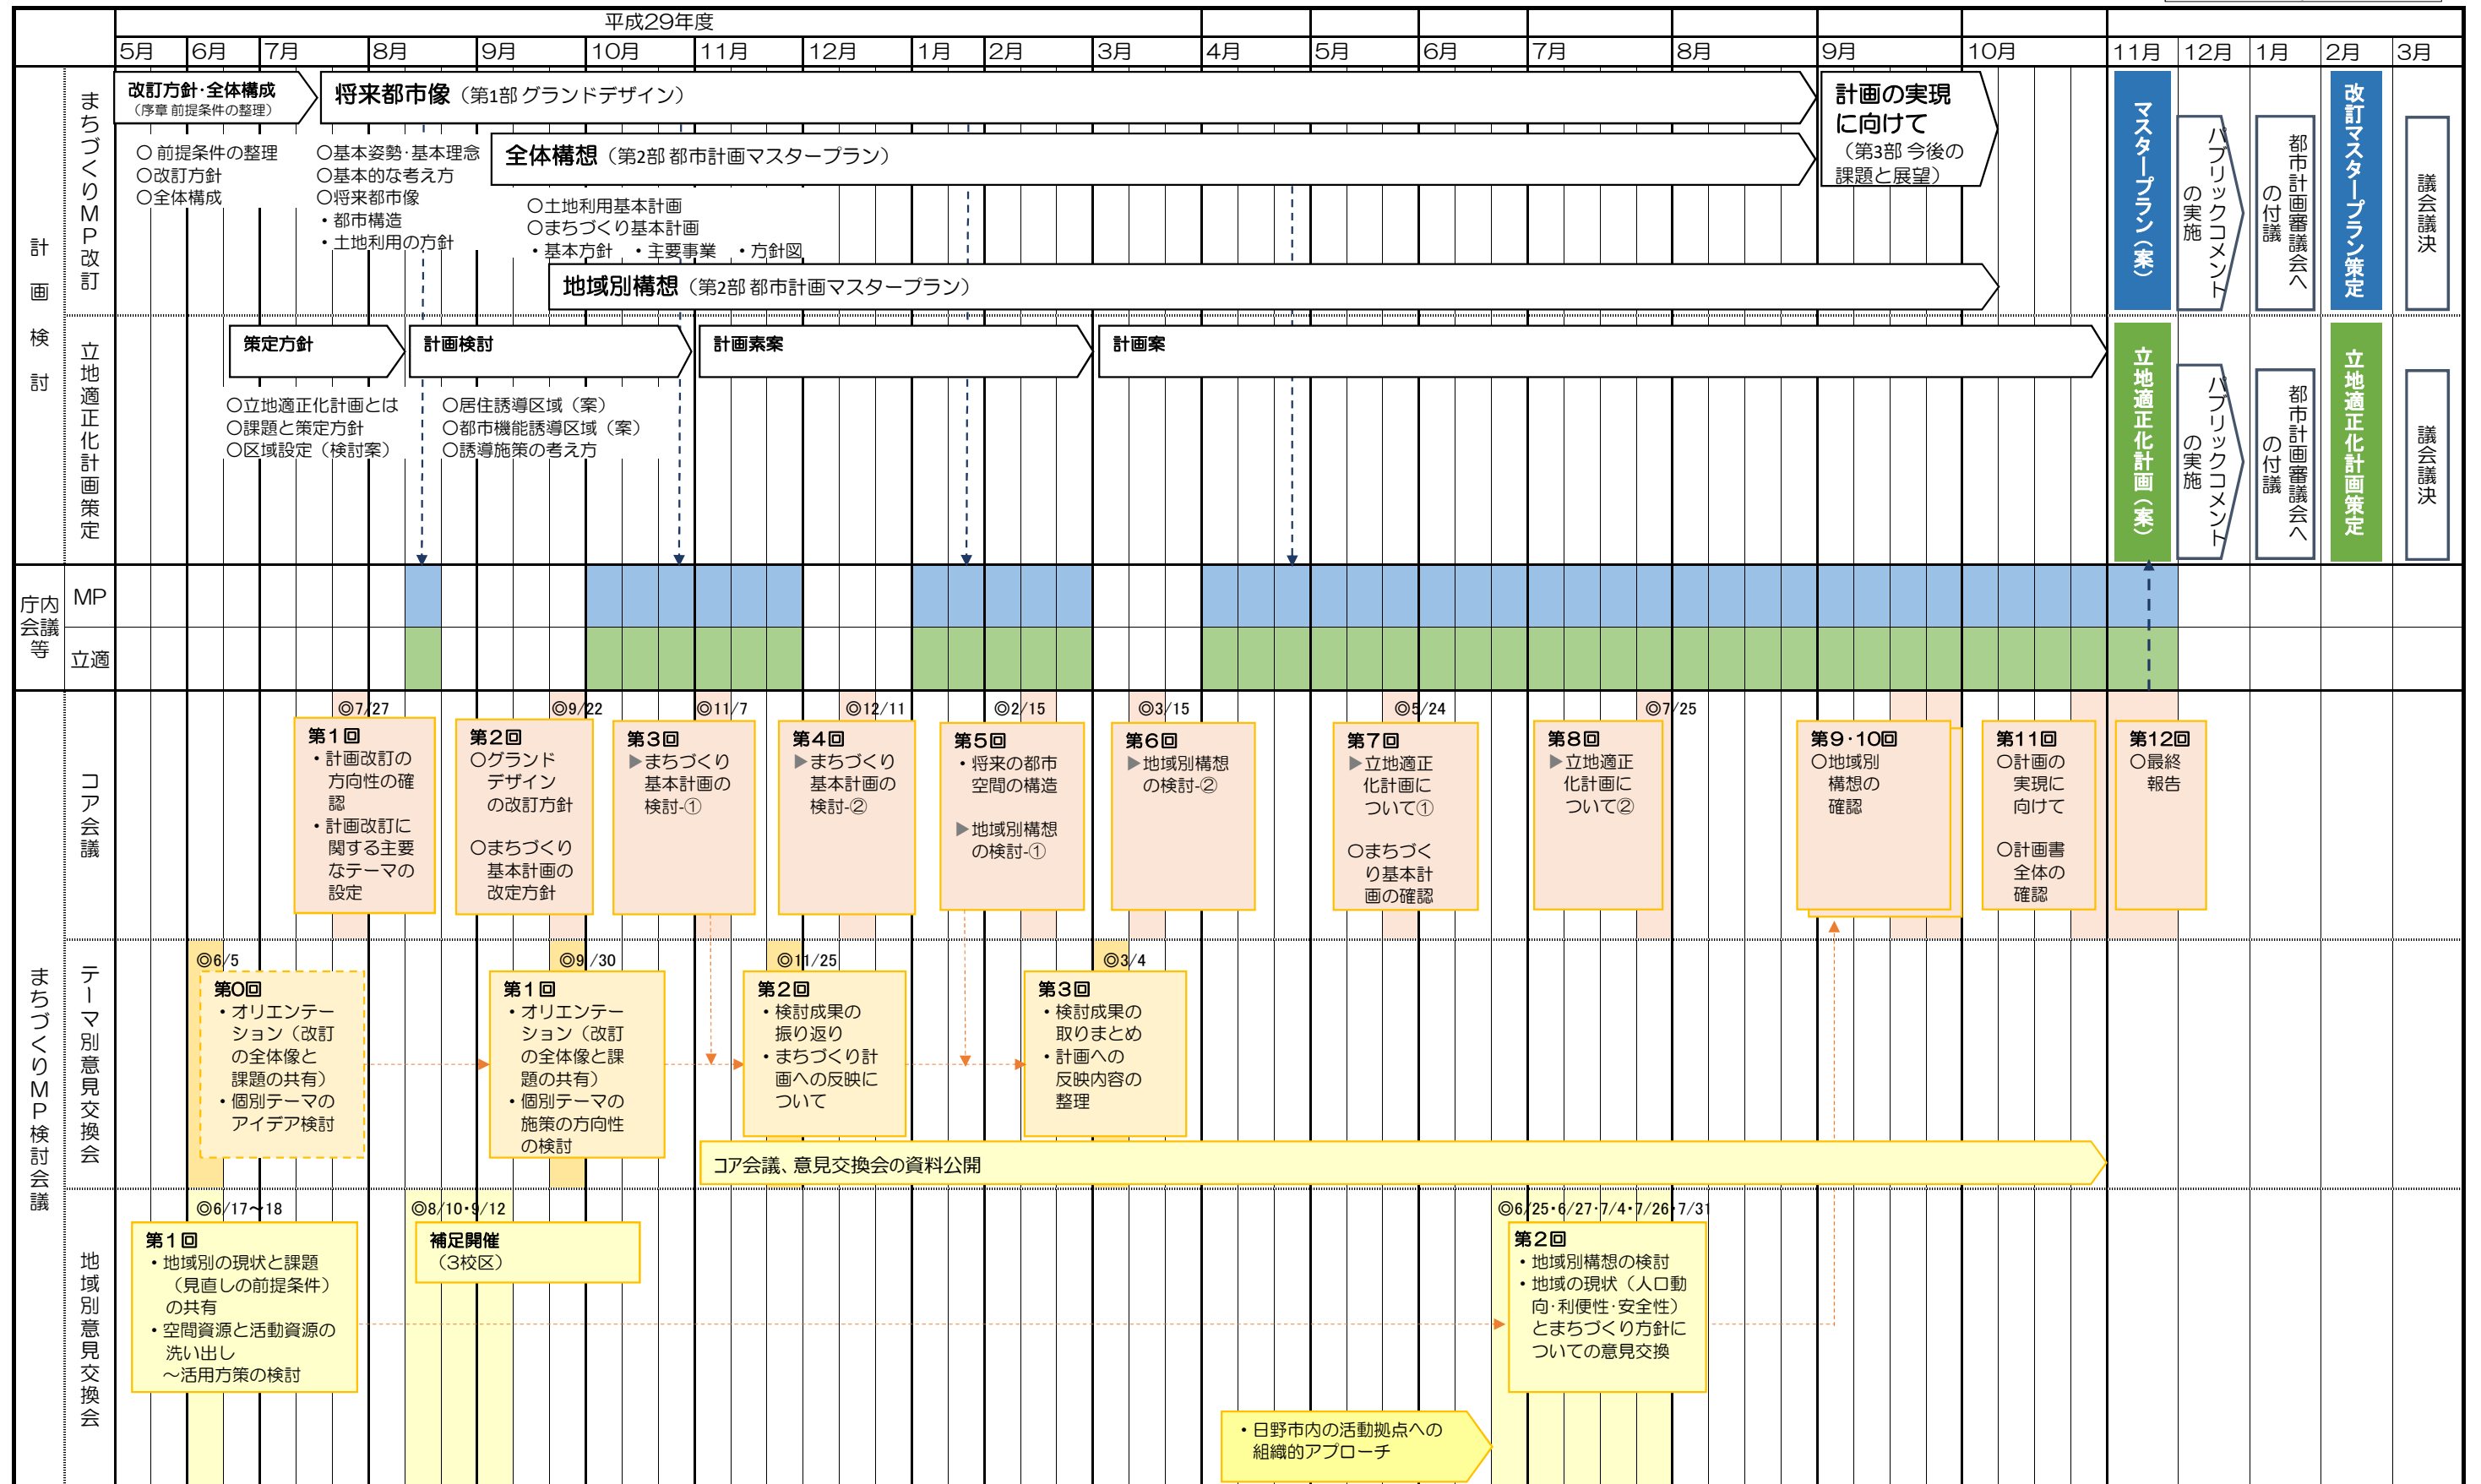 平成29年度
5月 6月 7月 8月 9月 10月 11月 12月 1月 2月 3月 4月 5月 6月 7月 8月 9月 10月 11月 12月 1月 2月 3月
計画検討
まちづくりMP改訂
改訂方針・全体構成
（序章 前提条件の整理）
○ 前提条件の整理
○改訂方針
○全体構成
将来都市像（第1部 グランドデザイン）
○基本姿勢・基本理念
○基本的な考え方
○将来都市像
・都市構造
・土地利用の方針
全体構想（第2部 都市計画マスタープラン）
○土地利用基本計画
○まちづくり基本計画
・基本方針 ・主要事業 ・方針図
地域別構想（第2部 都市計画マスタープラン）
計画の実現
に向けて
（第3部 今後の
課題と展望）
マスタープラン（案）
パブリックコメント
の実施
都市計画審議会へ
の付議
改訂マスタープラン策定
議会議決
立地適正化計画策定
策定方針
○立地適正化計画とは
○課題と策定方針
○区域設定（検討案）
計画検討
○居住誘導区域（案）
○都市機能誘導区域（案）
○誘導施策の考え方
計画素案
計画案
立地適正化計画（案）
パブリックコメント
の実施
都市計画審議会へ
の付議
立地適正化計画策定
議会議決
庁内
会議
等
MP
立適
まちづくりMP検討会議
コア会議
◎7/27
第1回
・計画改訂の
方向性の確
認
・計画改訂に
関する主要
なテーマの
設定
◎9/22
第2回
○グランド
デザイン
の改訂方針
○まちづくり
基本計画の
改定方針
◎11/7
第3回
▶まちづくり
基本計画の
検討-①
◎12/11
第4回
▶まちづくり
基本計画の
検討-②
◎2/15
第5回
・将来の都市
空間の構造
▶地域別構想
の検討-①
◎3/15
第6回
▶地域別構想
の検討-②
◎5/24
第7回
▶立地適正
化計画に
ついて①
○まちづく
り基本計
画の確認
◎7/25
第8回
▶立地適正
化計画に
ついて②
第9・10回
○地域別
構想の
確認
第11回
○計画の
実現に
向けて
○計画書
全体の
確認
第12回
○最終
報告
テーマ別意見交換会
◎6/5
第0回
・オリエンテー
ション（改訂
の全体像と
課題の共有）
・個別テーマの
アイデア検討
◎9/30
第1回
・オリエンテー
ション（改訂
の全体像と課
題の共有）
・個別テーマの
施策の方向性
の検討
◎11/25
第2回
・検討成果の
振り返り
・まちづくり計
画への反映に
ついて
◎3/4
第3回
・検討成果の
取りまとめ
・計画への
反映内容の
整理
コア会議、意見交換会の資料公開
地域別意見交換会
◎6/17～18
第1回
・地域別の現状と課題
（見直しの前提条件）
の共有
・空間資源と活動資源の
洗い出し
～活用方策の検討
◎8/10・9/12
補足開催
（3校区）
◎6/25・6/27・7/4・7/26・7/31
第2回
・地域別構想の検討
・地域の現状（人口動
向・利便性・安全性）
とまちづくり方針に
ついての意見交換
・日野市内の活動拠点への
組織的アプローチ